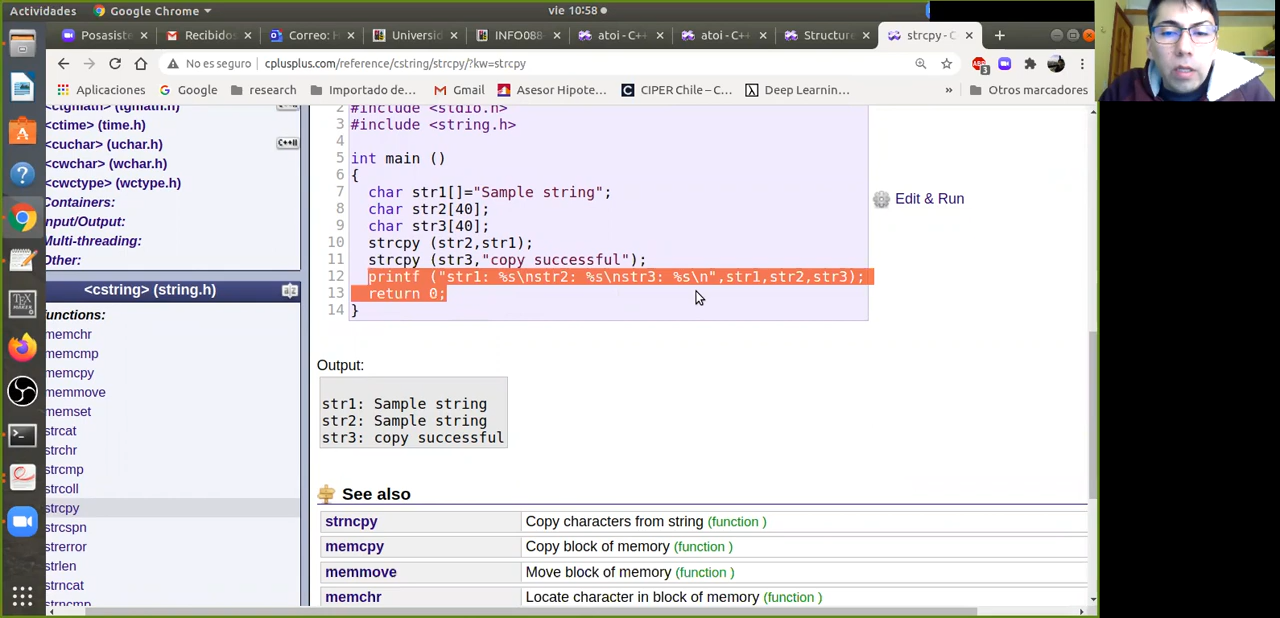 Actividades Google Chrome vie 10:58
Posasiste Recibidos Correo: H Universi INFO088 atoi - C++ atoi - C++ Structure strcpy - C
No es seguro cplusplus.com/reference/cstring/strcpy/?kw=strcpy
Aplicaciones Google research Importado de... Gmail Asesor Hipote... CIPER Chile – C... Deep Learnin... » Otros marcadores
<ctgmath> (tgmath.h)
<ctime> (time.h)
<cuchar> (uchar.h)
<cwchar> (wchar.h)
<cwctype> (wctype.h)
Containers:
Input/Output:
Multi-threading:
Other:
<cstring> (string.h)
functions:
memchr
memcmp
memcpy
memmove
memset
strcat
strchr
strcmp
strcoll
strcpy
strcspn
strerror
strlen
strncat
strncmp
2 #include <stdio.h>
3 #include <string.h>
4
5 int main ()
6 {
7 char str1[]="Sample string";
8 char str2[40];
9 char str3[40];
10 strcpy (str2,str1);
11 strcpy (str3,"copy successful");
12 printf ("str1: %s\nstr2: %s\nstr3: %s\n",str1,str2,str3);
13 return 0;
14 }
Edit & Run
Output:
str1: Sample string
str2: Sample string
str3: copy successful
See also
strncpy Copy characters from string (function )
memcpy Copy block of memory (function )
memmove Move block of memory (function )
memchr Locate character in block of memory (function )